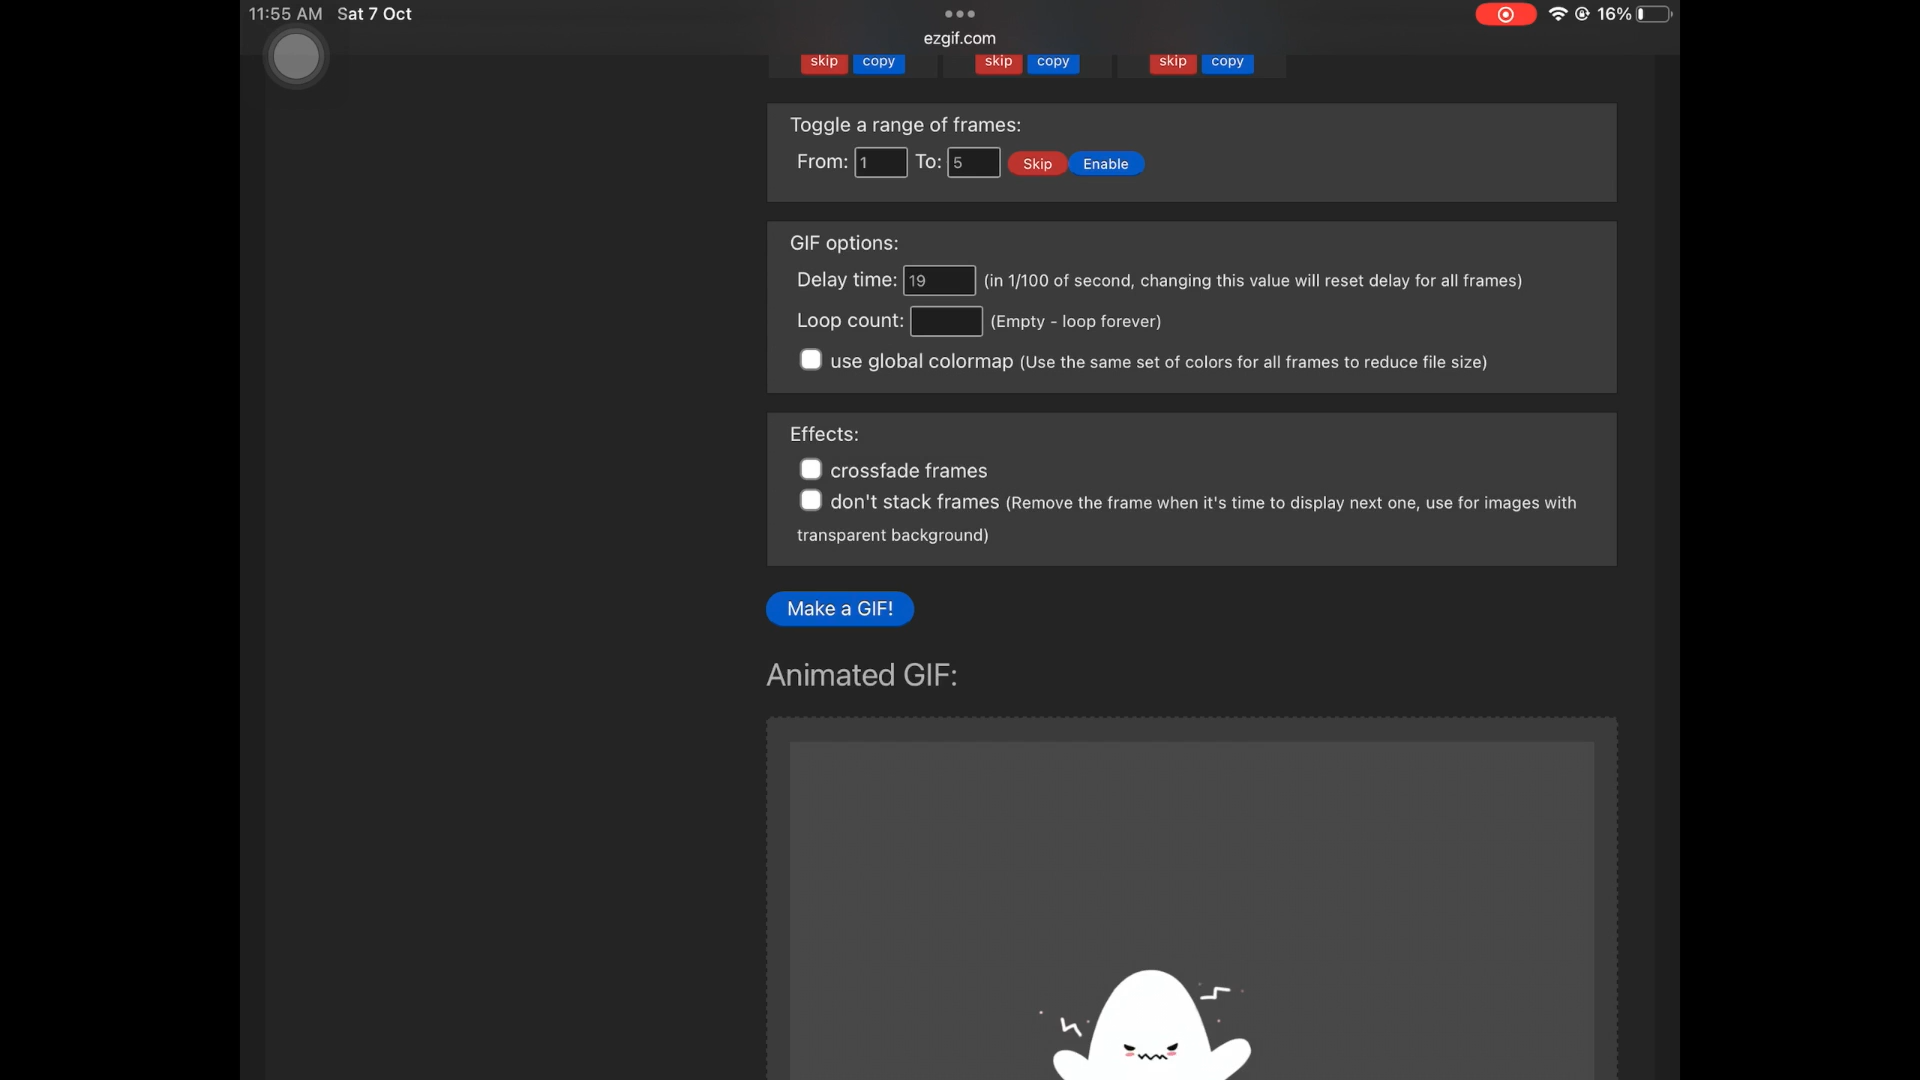 11:55 AM Sat 7 Oct
16%
ezgif.com
skip copy skip copy skip copy
Toggle a range of frames:
From: 1 To: 5 Skip Enable
GIF options:
Delay time: 19 (in 1/100 of second, changing this value will reset delay for all frames)
Loop count: (Empty - loop forever)
use global colormap (Use the same set of colors for all frames to reduce file size)
Effects:
crossfade frames
don't stack frames (Remove the frame when it's time to display next one, use for images with
transparent background)
Make a GIF!
Animated GIF: